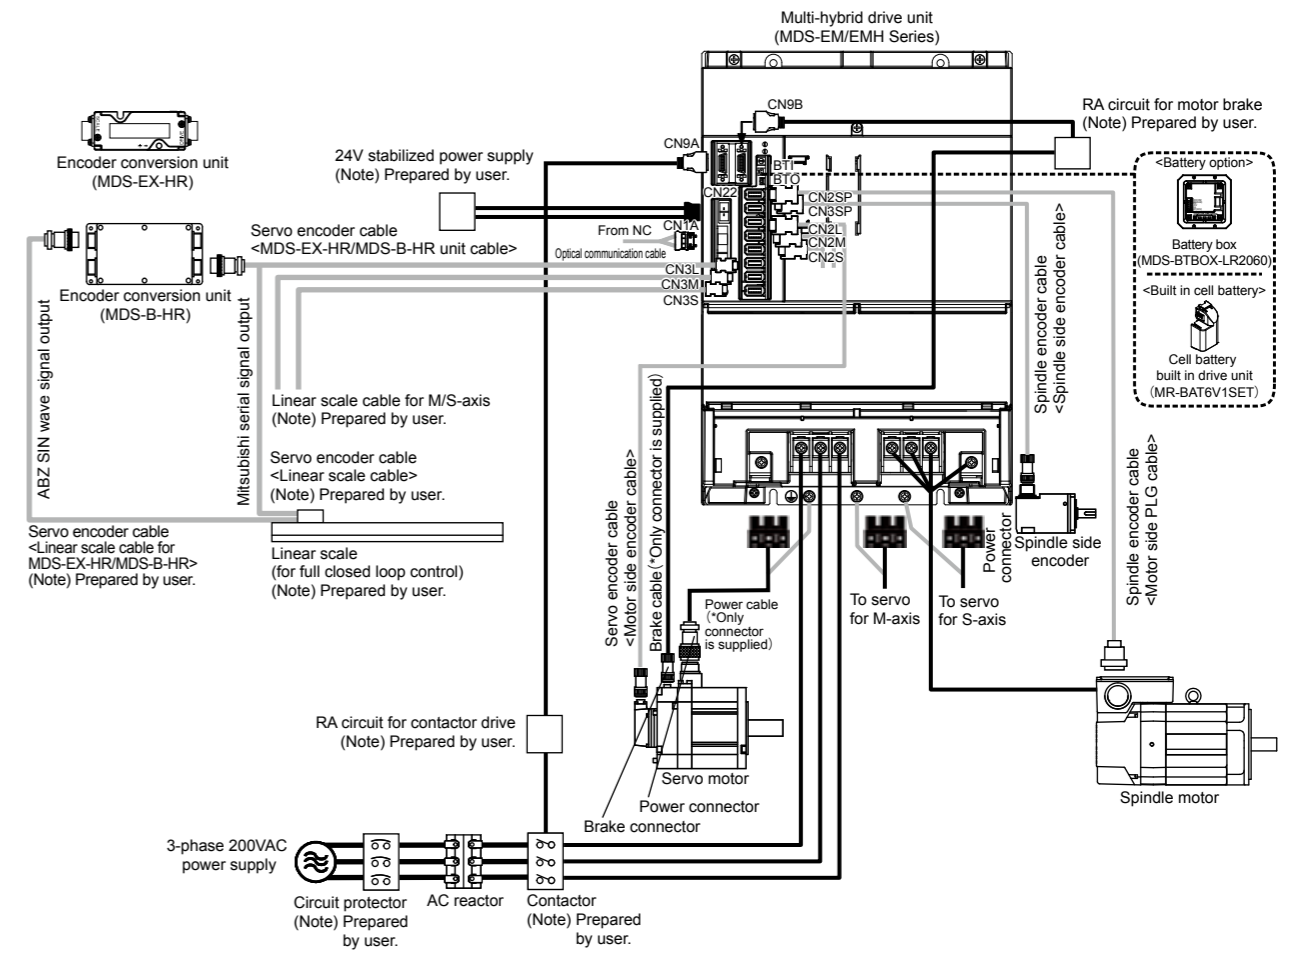 Multi-hybrid drive unit
(MDS-EM/EMH Series)
CN9B
RA circuit for motor brake
(Note) Prepared by user.
CN9A
24V stabilized power supply
(Note) Prepared by user.
Encoder conversion unit
(MDS-EX-HR)
BTI
BTO
<Battery option>
Battery box
(MDS-BTBOX-LR2060)
<Built in cell battery>
Cell battery
built in drive unit
(MR-BAT6V1SET)
CN22
CN2SP
CN3SP
CN1A
CN2L
CN2M
CN2S
From NC
Optical communication cable
Servo encoder cable
<MDS-EX-HR/MDS-B-HR unit cable>
CN3L
CN3M
CN3S
Encoder conversion unit
(MDS-B-HR)
ABZ SIN wave signal output
Mitsubishi serial signal output
Linear scale cable for M/S-axis
(Note) Prepared by user.
Servo encoder cable
<Linear scale cable>
(Note) Prepared by user.
Servo encoder cable
<Linear scale cable for
MDS-EX-HR/MDS-B-HR>
(Note) Prepared by user.
Linear scale
(for full closed loop control)
(Note) Prepared by user.
Servo encoder cable
<Motor side encoder cable>
Brake cable (*Only connector is supplied)
Spindle encoder cable
<Spindle side encoder cable>
Spindle encoder cable
<Motor side PLG cable>
Power
connector
Spindle side
encoder
Power cable
(*Only
connector
is supplied)
To servo
for M-axis
To servo
for S-axis
RA circuit for contactor drive
(Note) Prepared by user.
Servo motor
Power connector
Brake connector
Spindle motor
3-phase 200VAC
power supply
Circuit protector
(Note) Prepared
by user.
AC reactor
Contactor
(Note) Prepared
by user.